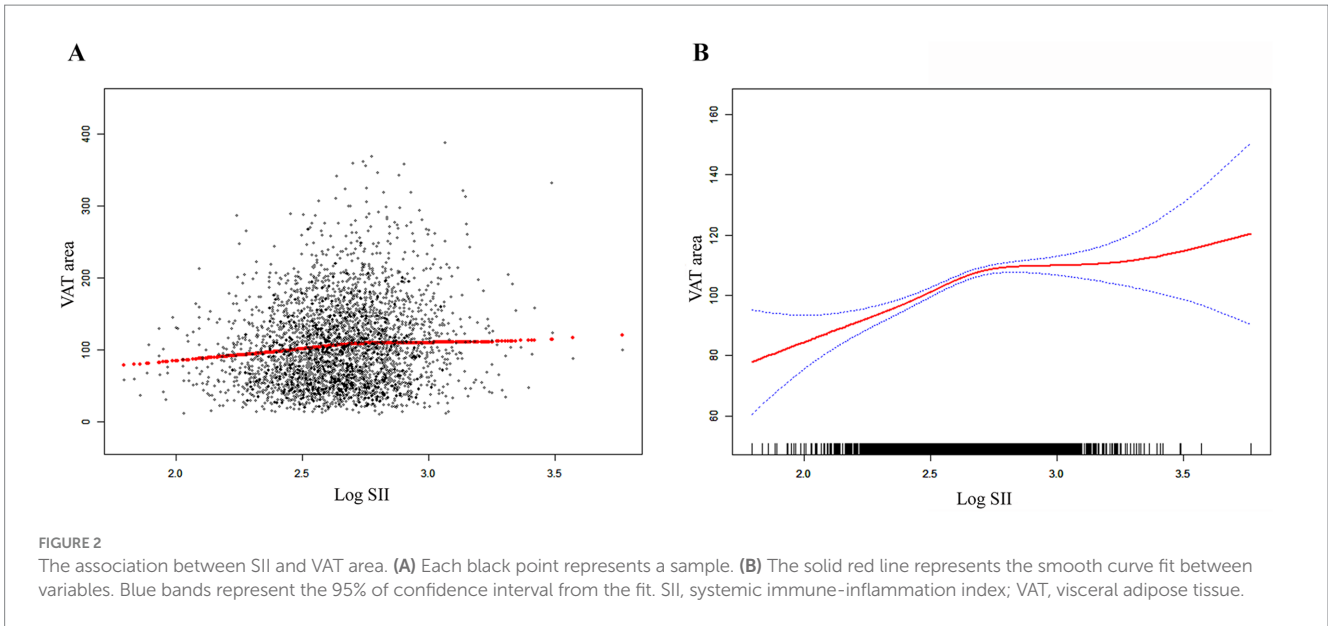 A
B
400
300
200
100
0
VAT area
2.0
2.5
3.0
3.5
Log SII
160
140
120
100
80
60
VAT area
2.0
2.5
3.0
3.5
Log SII
FIGURE 2
The association between SII and VAT area. (A) Each black point represents a sample. (B) The solid red line represents the smooth curve fit between
variables. Blue bands represent the 95% of confidence interval from the fit. SII, systemic immune-inflammation index; VAT, visceral adipose tissue.